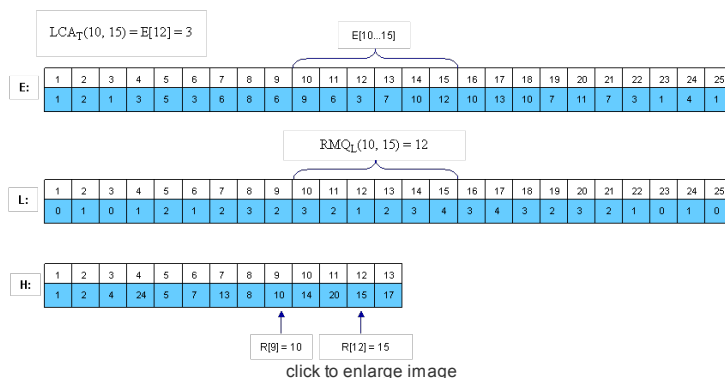 LCA_T(10, 15) = E[12] = 3
E[10...15]
1 2 3 4 5 6 7 8 9 10 11 12 13 14 15 16 17 18 19 20 21 22 23 24 25
E: 1 2 1 3 5 3 6 8 6 9 6 3 7 10 12 10 13 10 7 11 7 3 1 4 1
RMQ_L(10, 15) = 12
1 2 3 4 5 6 7 8 9 10 11 12 13 14 15 16 17 18 19 20 21 22 23 24 25
L: 0 1 0 1 2 1 2 3 2 3 2 1 2 3 4 3 4 3 2 3 2 1 0 1 0
1 2 3 4 5 6 7 8 9 10 11 12 13
H: 1 2 4 24 5 7 13 8 10 14 20 15 17
R[9] = 10 R[12] = 15
click to enlarge image